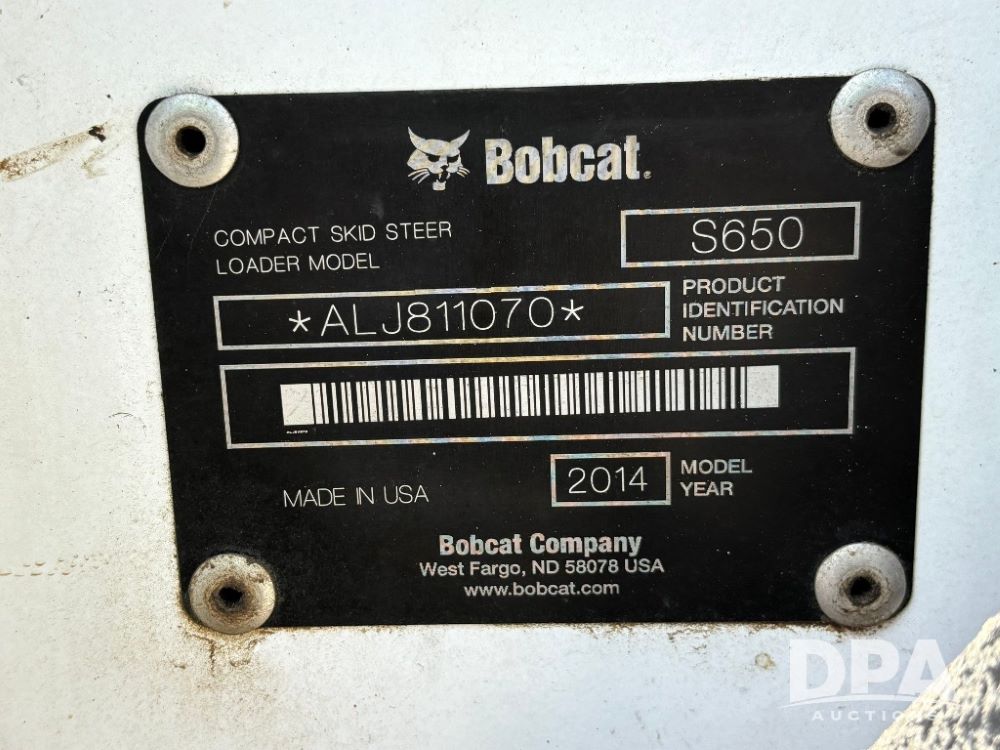 Bobcat.
COMPACT SKID STEER
LOADER MODEL
S650
*ALJ811070*
PRODUCT
IDENTIFICATION
NUMBER
MADE IN USA
2014
MODEL
YEAR
Bobcat Company
West Fargo, ND 58078 USA
www.bobcat.com
DPA
AUCTIONS